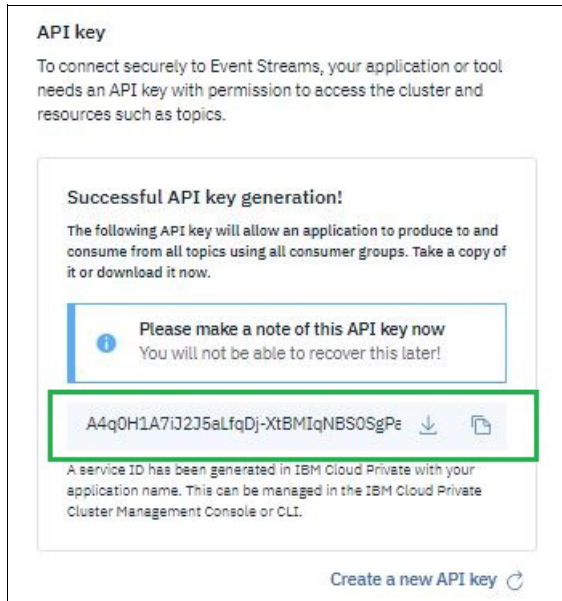 API key
To connect securely to Event Streams, your application or tool
needs an API key with permission to access the cluster and
resources such as topics.
Successful API key generation!
The following API key will allow an application to produce to and
consume from all topics using all consumer groups. Take a copy of
it or download it now.
Please make a note of this API key now
You will not be able to recover this later!
A4q0H1A7iJ2J5aLfqDj-XtBMIqNBS0SgPa
A service ID has been generated in IBM Cloud Private with your
application name. This can be managed in the IBM Cloud Private
Cluster Management Console or CLI.
Create a new API key